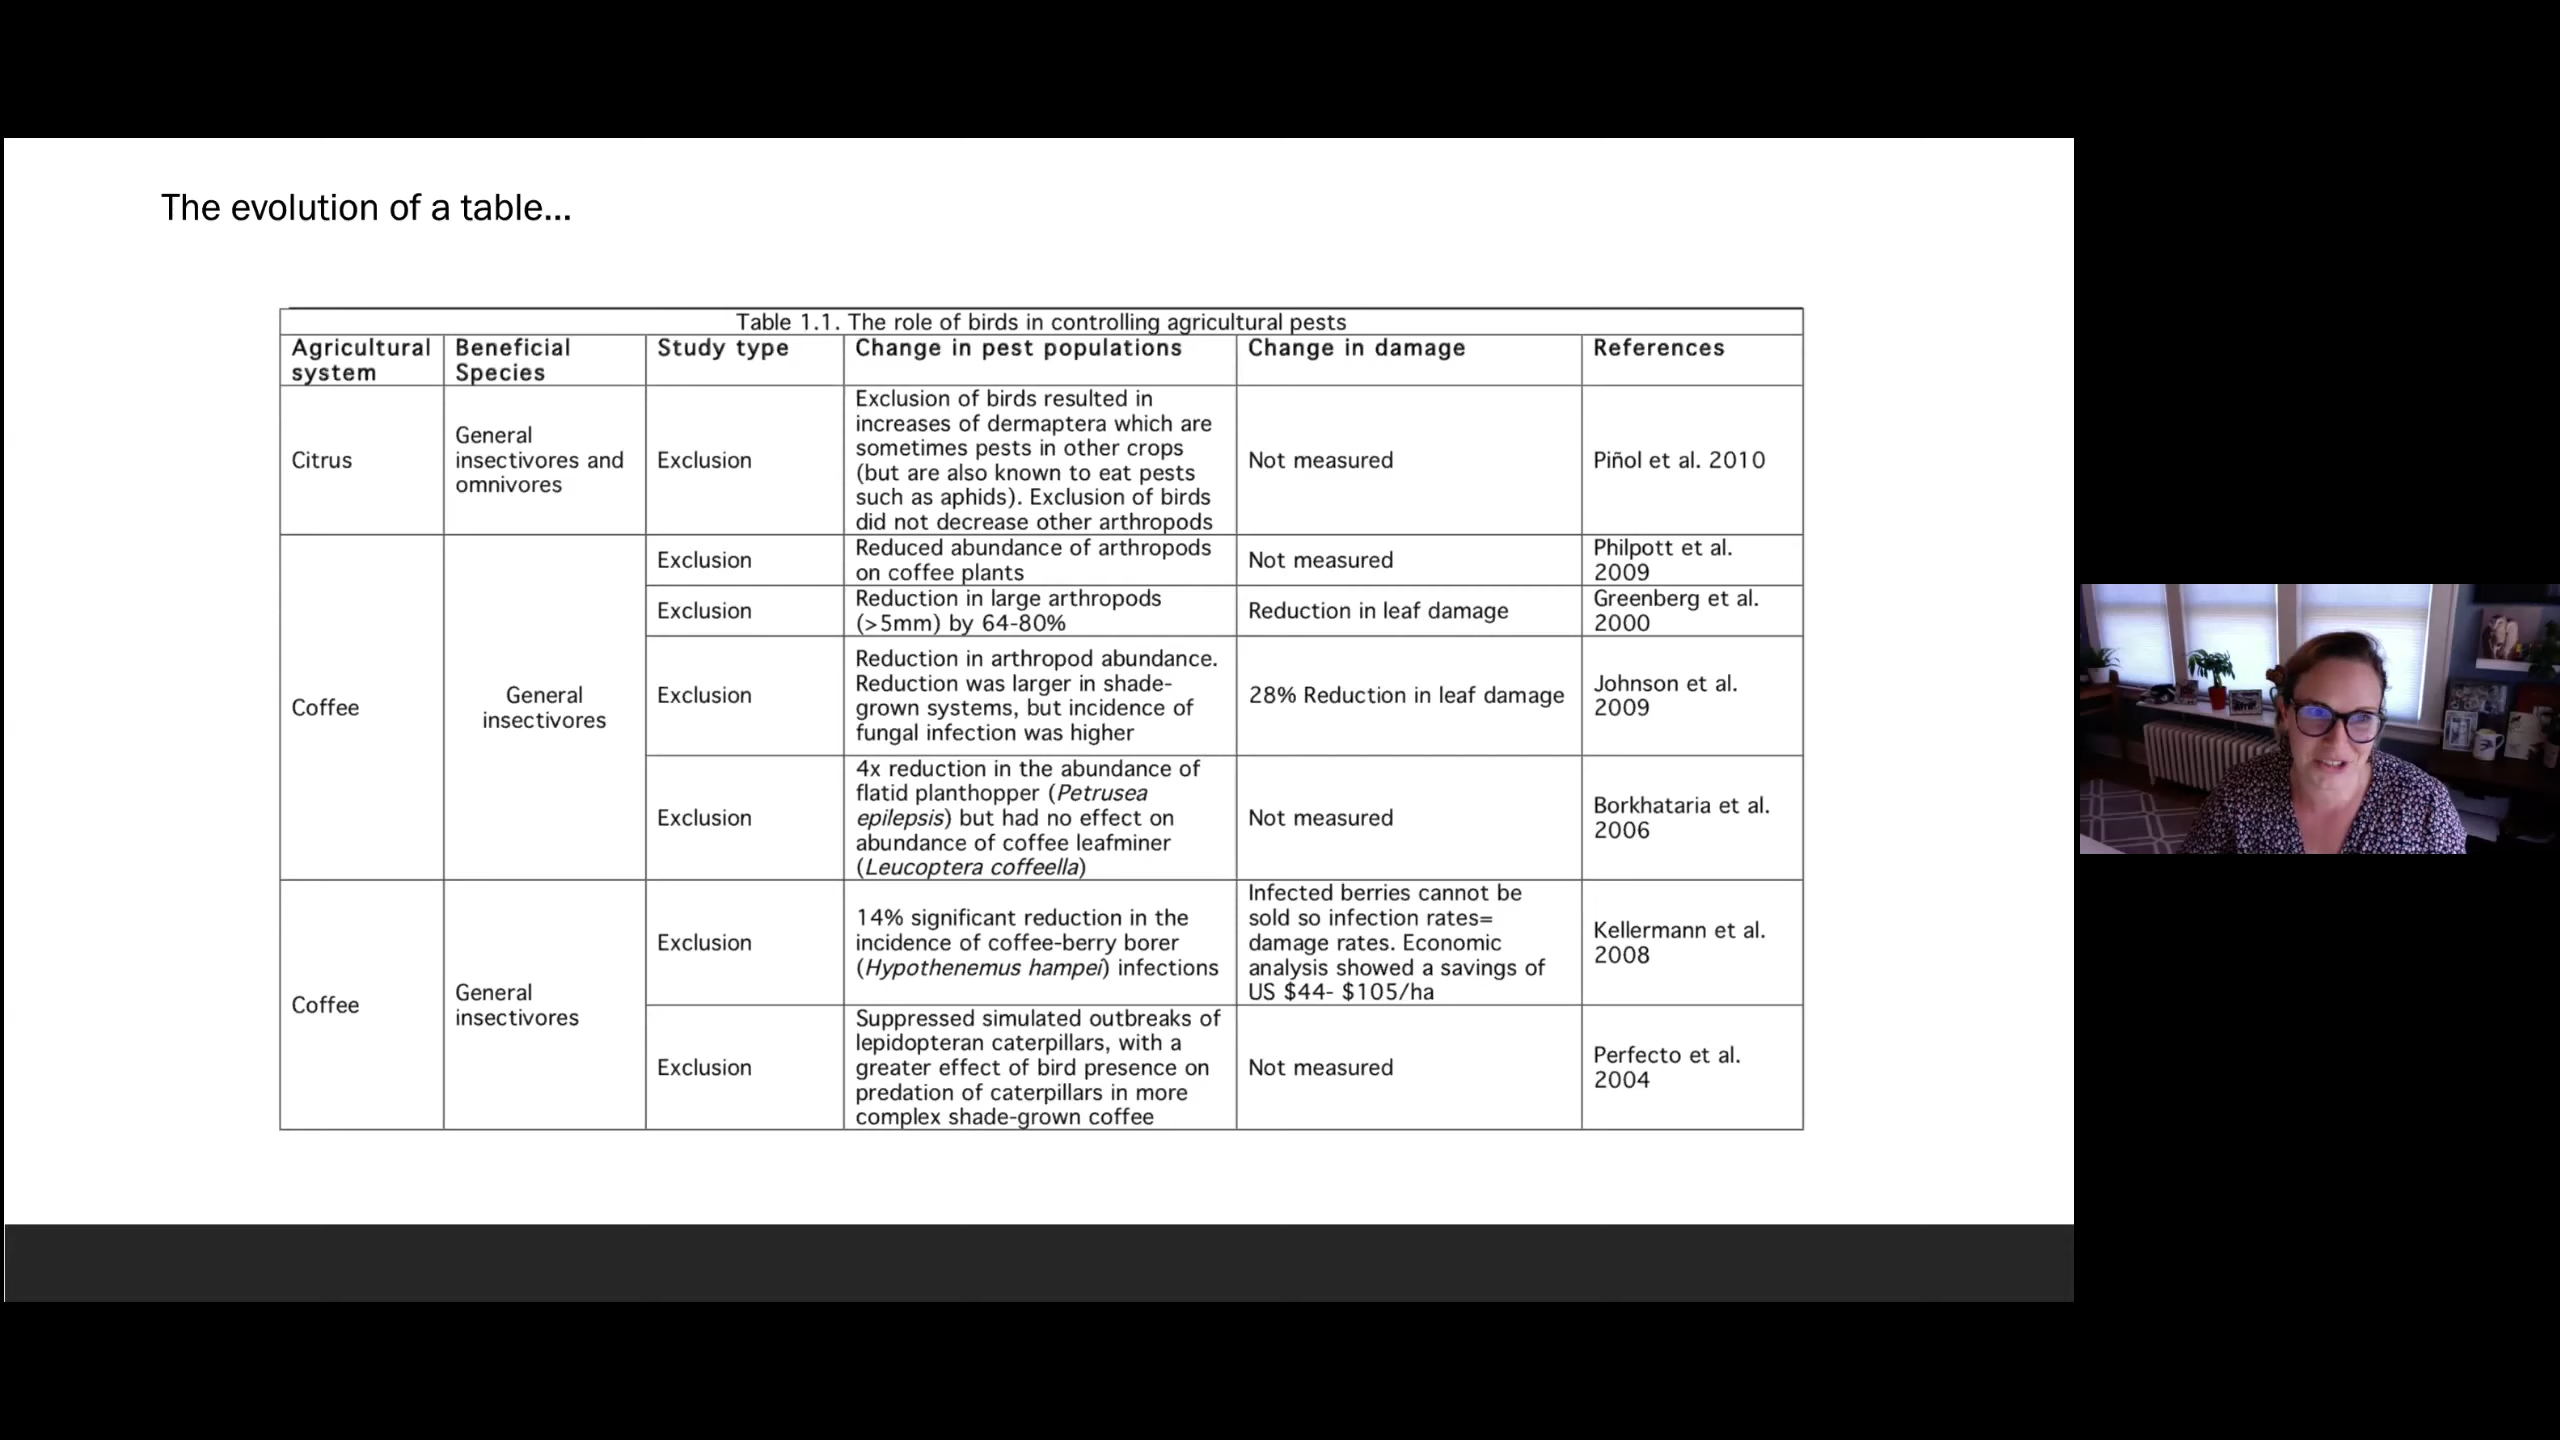 The evolution of a table...
Table 1.1. The role of birds in controlling agricultural pests
Agricultural
system
Beneficial
Species
Study type
Change in pest populations
Change in damage
References
Citrus
General
insectivores and
omnivores
Exclusion
Exclusion of birds resulted in
increases of dermaptera which are
sometimes pests in other crops
(but are also known to eat pests
such as aphids). Exclusion of birds
did not decrease other arthropods
Not measured
Piñol et al. 2010
Coffee
General
insectivores
Exclusion
Reduced abundance of arthropods
on coffee plants
Not measured
Philpott et al.
2009
Exclusion
Reduction in large arthropods
(>5mm) by 64-80%
Reduction in leaf damage
Greenberg et al.
2000
Exclusion
Reduction in arthropod abundance.
Reduction was larger in shade-
grown systems, but incidence of
fungal infection was higher
28% Reduction in leaf damage
Johnson et al.
2009
Exclusion
4x reduction in the abundance of
flatid planthopper (Petrusea
epilepsis) but had no effect on
abundance of coffee leafminer
(Leucoptera coffeella)
Not measured
Borkhataria et al.
2006
Coffee
General
insectivores
Exclusion
14% significant reduction in the
incidence of coffee-berry borer
(Hypothenemus hampei) infections
Infected berries cannot be
sold so infection rates=
damage rates. Economic
analysis showed a savings of
US $44- $105/ha
Kellermann et al.
2008
Exclusion
Suppressed simulated outbreaks of
lepidopteran caterpillars, with a
greater effect of bird presence on
predation of caterpillars in more
complex shade-grown coffee
Not measured
Perfecto et al.
2004